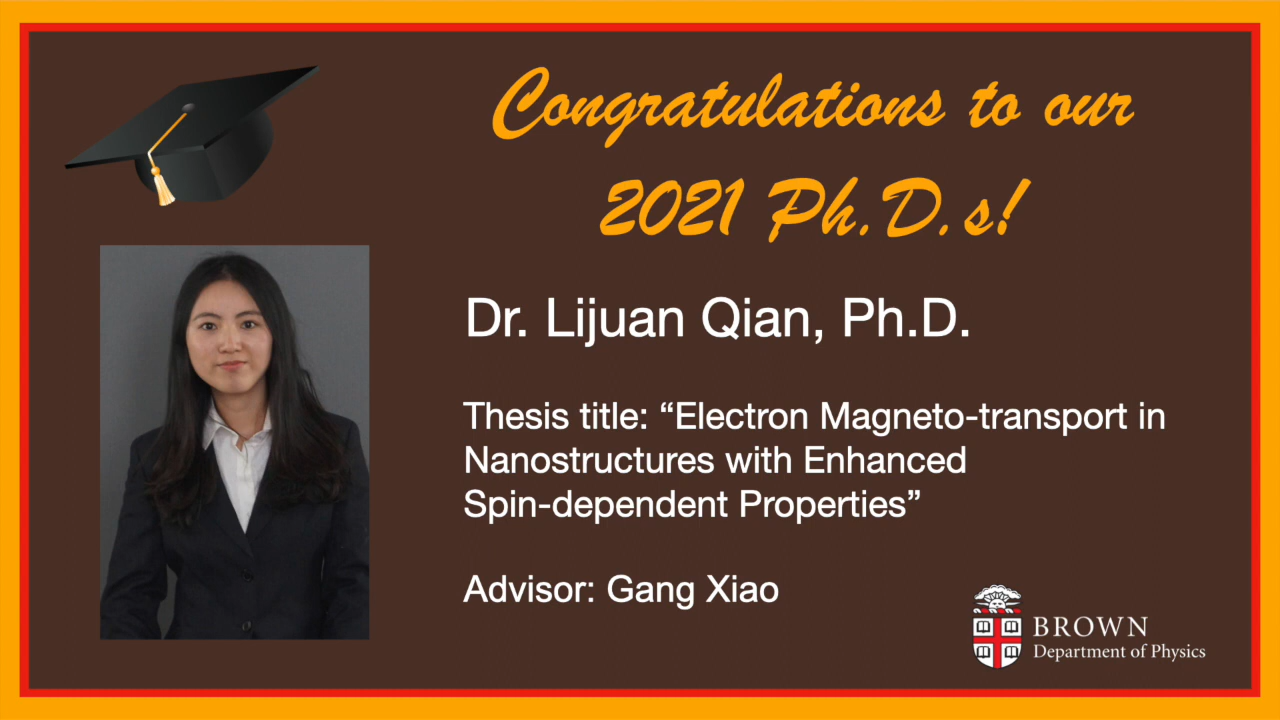 Congratulations to our
2021 Ph.D.s!
Dr. Lijuan Qian, Ph.D.
Thesis title: “Electron Magneto-transport in
Nanostructures with Enhanced
Spin-dependent Properties”
Advisor: Gang Xiao
BROWN
Department of Physics